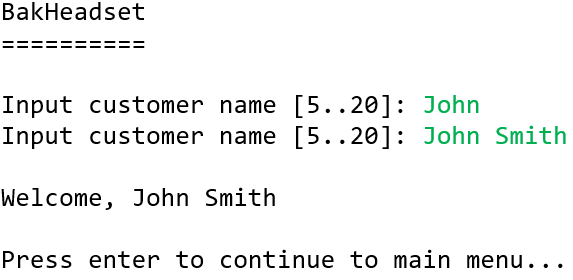 BakHeadset
==========
Input customer name [5..20]: John
Input customer name [5..20]: John Smith
Welcome, John Smith
Press enter to continue to main menu...